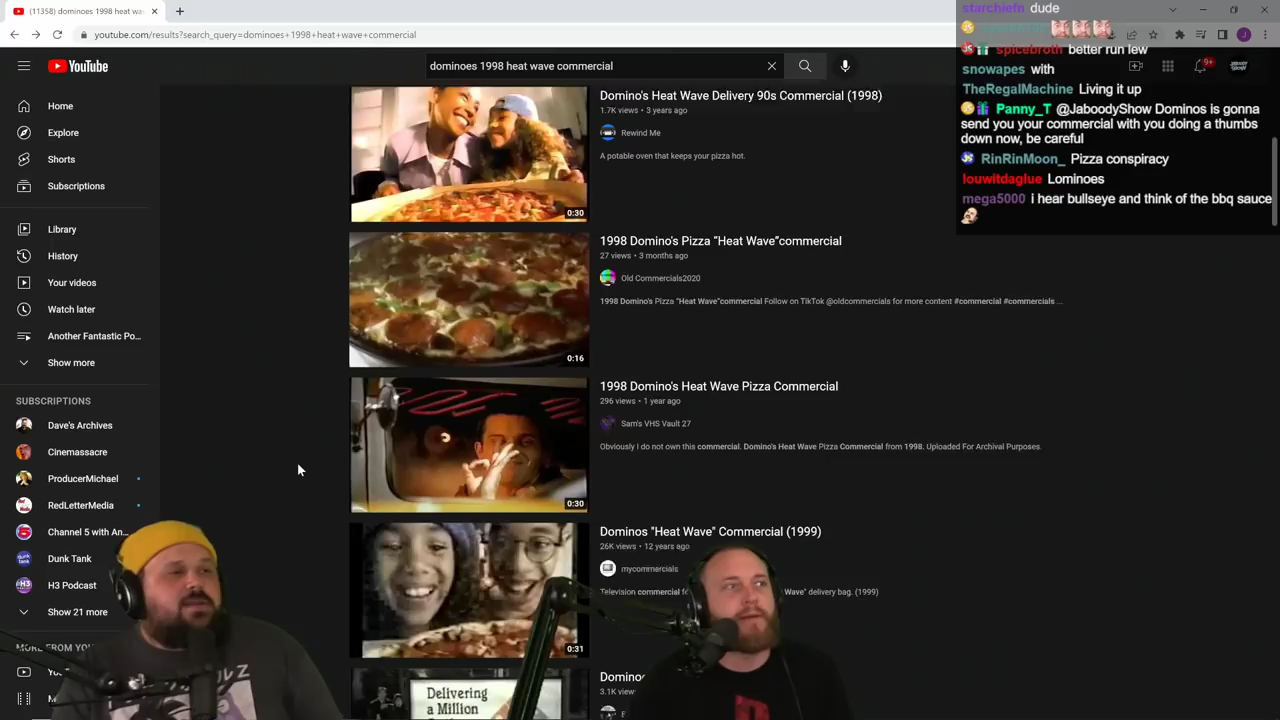 (11358) dominoes 1998 heat wa
youtube.com/results?search_query=dominoes+1998+heat+wave+commercial
YouTube
dominoes 1998 heat wave commercial
9+
J
Home
Explore
Shorts
Subscriptions
Library
History
Your videos
Watch later
Another Fantastic Po...
Show more
SUBSCRIPTIONS
Dave's Archives
Cinemassacre
ProducerMichael
RedLetterMedia
Channel 5 with An...
Dunk Tank
H3 Podcast
Show 21 more
MORE FROM YOU
Domino's Heat Wave Delivery 90s Commercial (1998)
1.7K views • 3 years ago
Rewind Me
A potable oven that keeps your pizza hot.
0:30
1998 Domino's Pizza “Heat Wave”commercial
27 views • 3 months ago
Old Commercials2020
1998 Domino's Pizza “Heat Wave”commercial Follow on TikTok @oldcommercials for more content #commercial #commercials ...
0:16
1998 Domino's Heat Wave Pizza Commercial
296 views • 1 year ago
Sam's VHS Vault 27
Obviously I do not own this commercial. Domino's Heat Wave Pizza Commercial from 1998. Uploaded For Archival Purposes.
0:30
Dominos "Heat Wave" Commercial (1999)
26K views • 12 years ago
mycommercials
Television commercial fo
Wave" delivery bag. (1999)
0:31
Domino
3.1K view
Delivering
a Million
starchiefn dude
spicebroth better run lew
snowapes with
TheRegalMachine Living it up
Panny_T @JaboodyShow Dominos is gonna
send you your commercial with you doing a thumbs
down now, be careful
RinRinMoon_ Pizza conspiracy
louwitdaglue Lominoes
mega5000 i hear bullseye and think of the bbq sauce